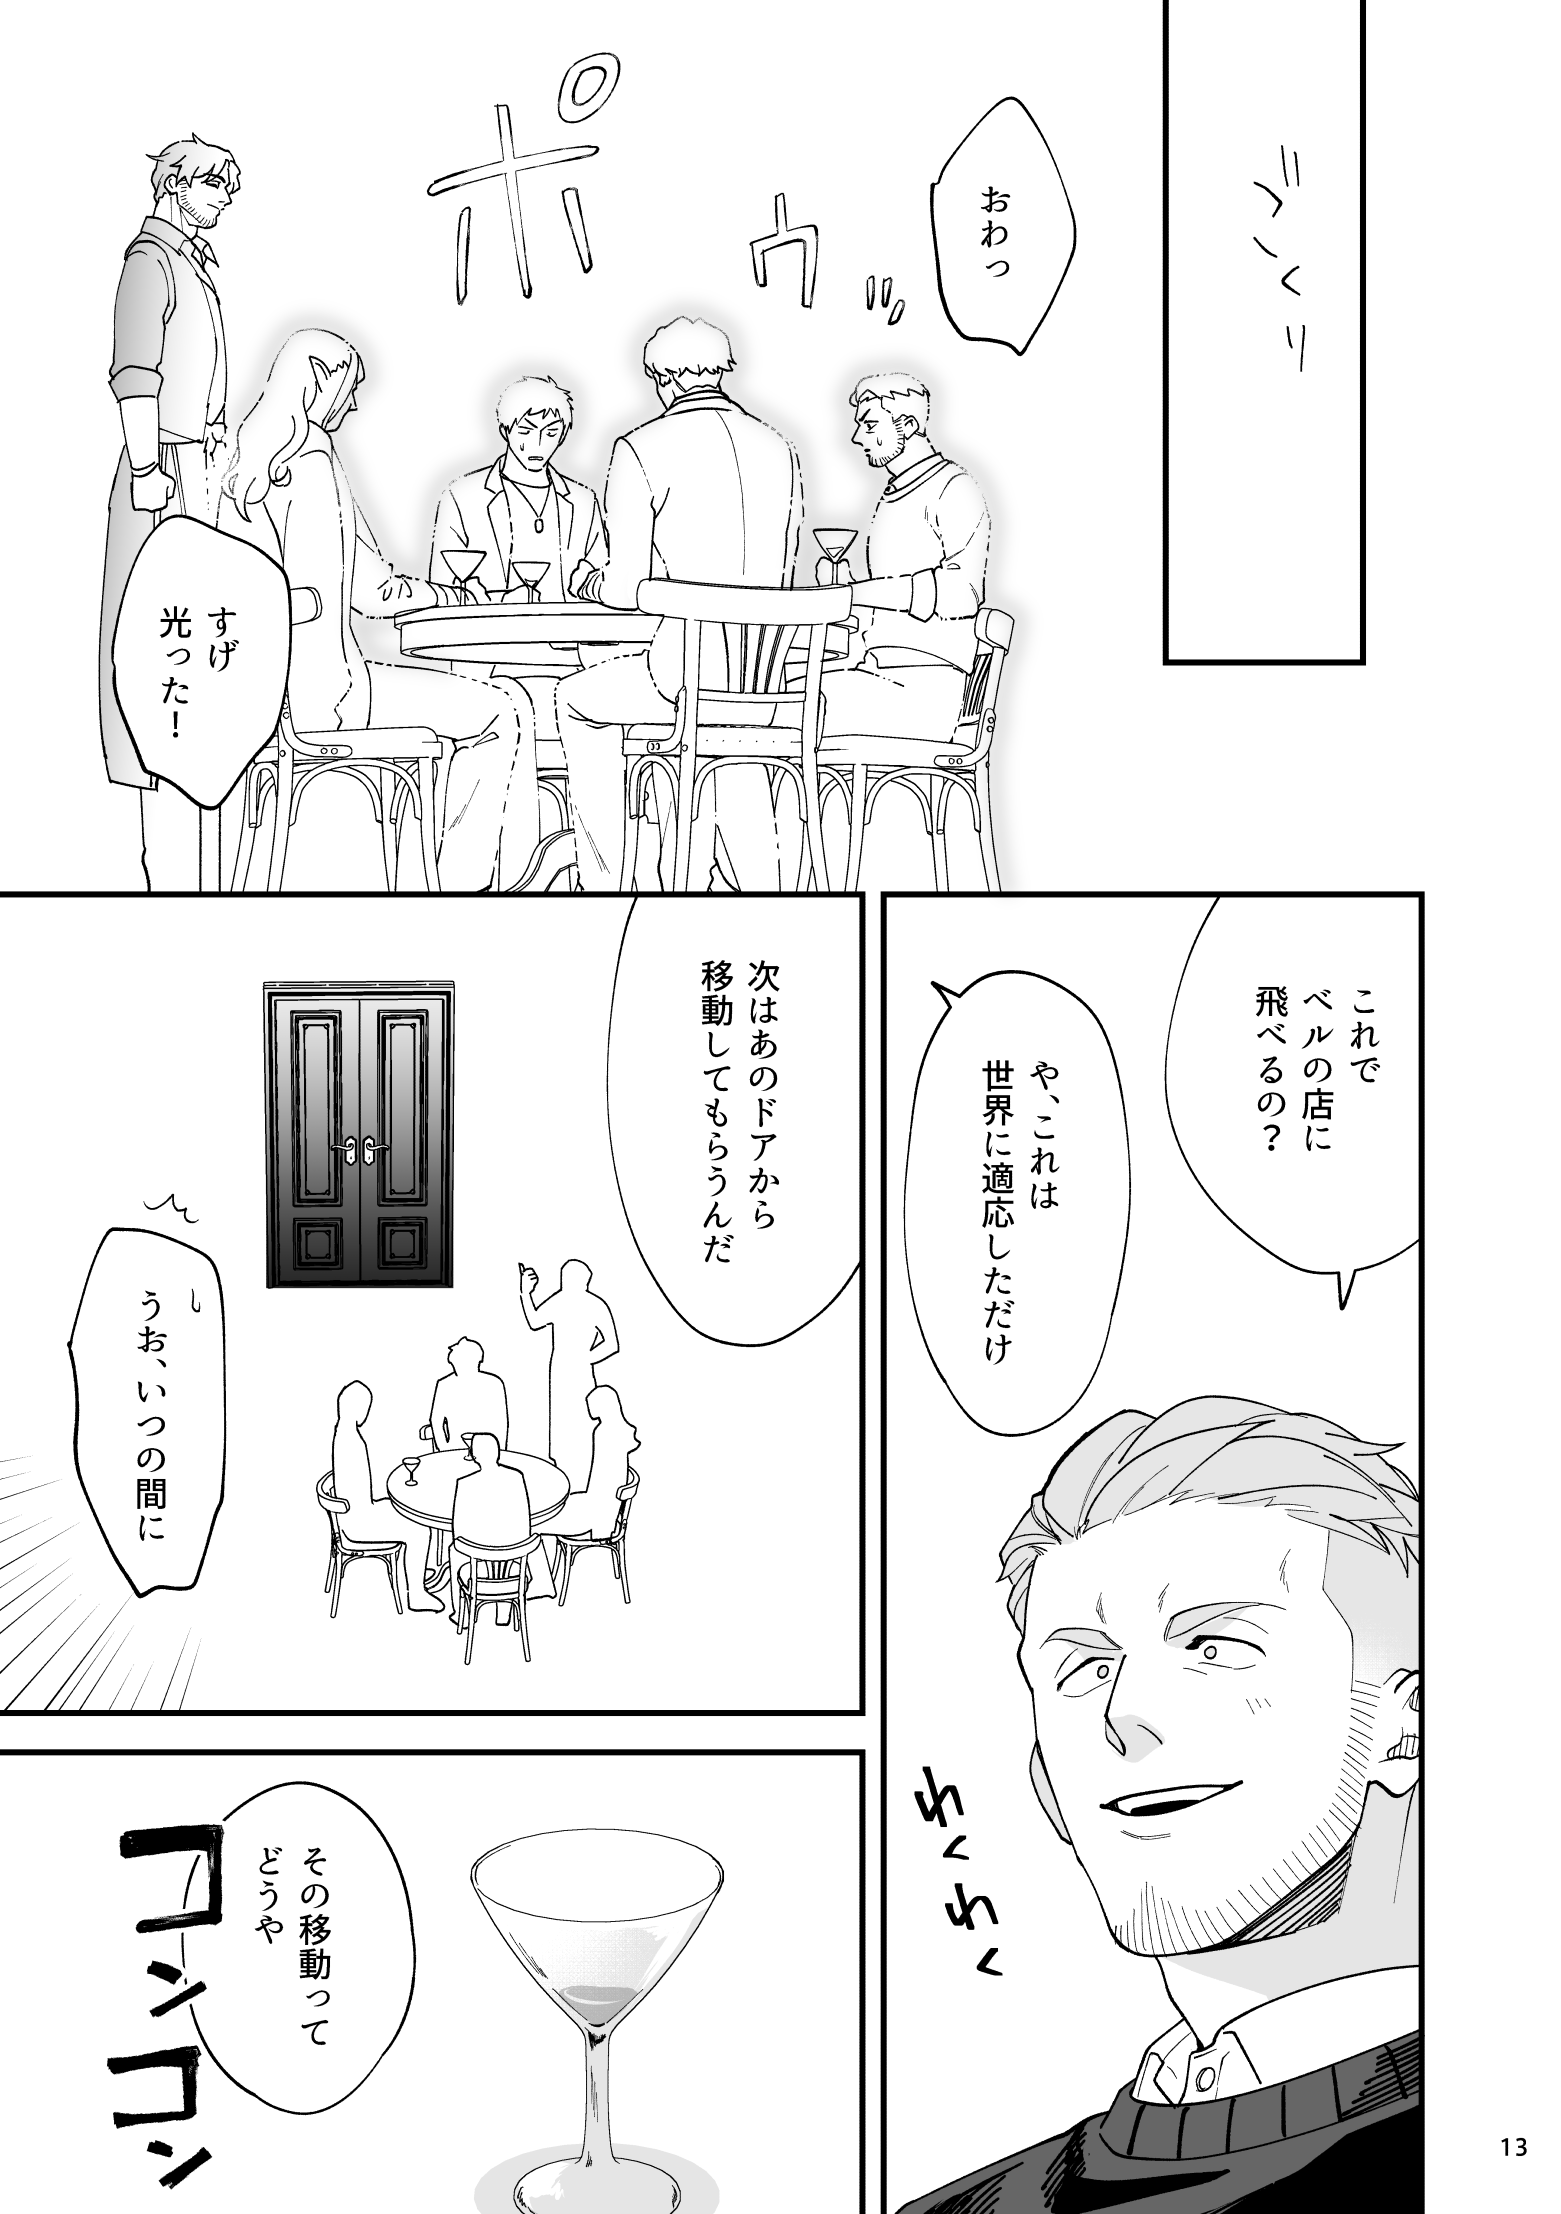 ごくり
おわっ
ポゥ
すげ
光った！
これで
ベルの店に
飛べるの？
や、これは
世界に適応しただけ
わくわく
次はあのドアから
移動してもらうんだ
うお、いつの間に
その移動って
どうや
コンコン
13